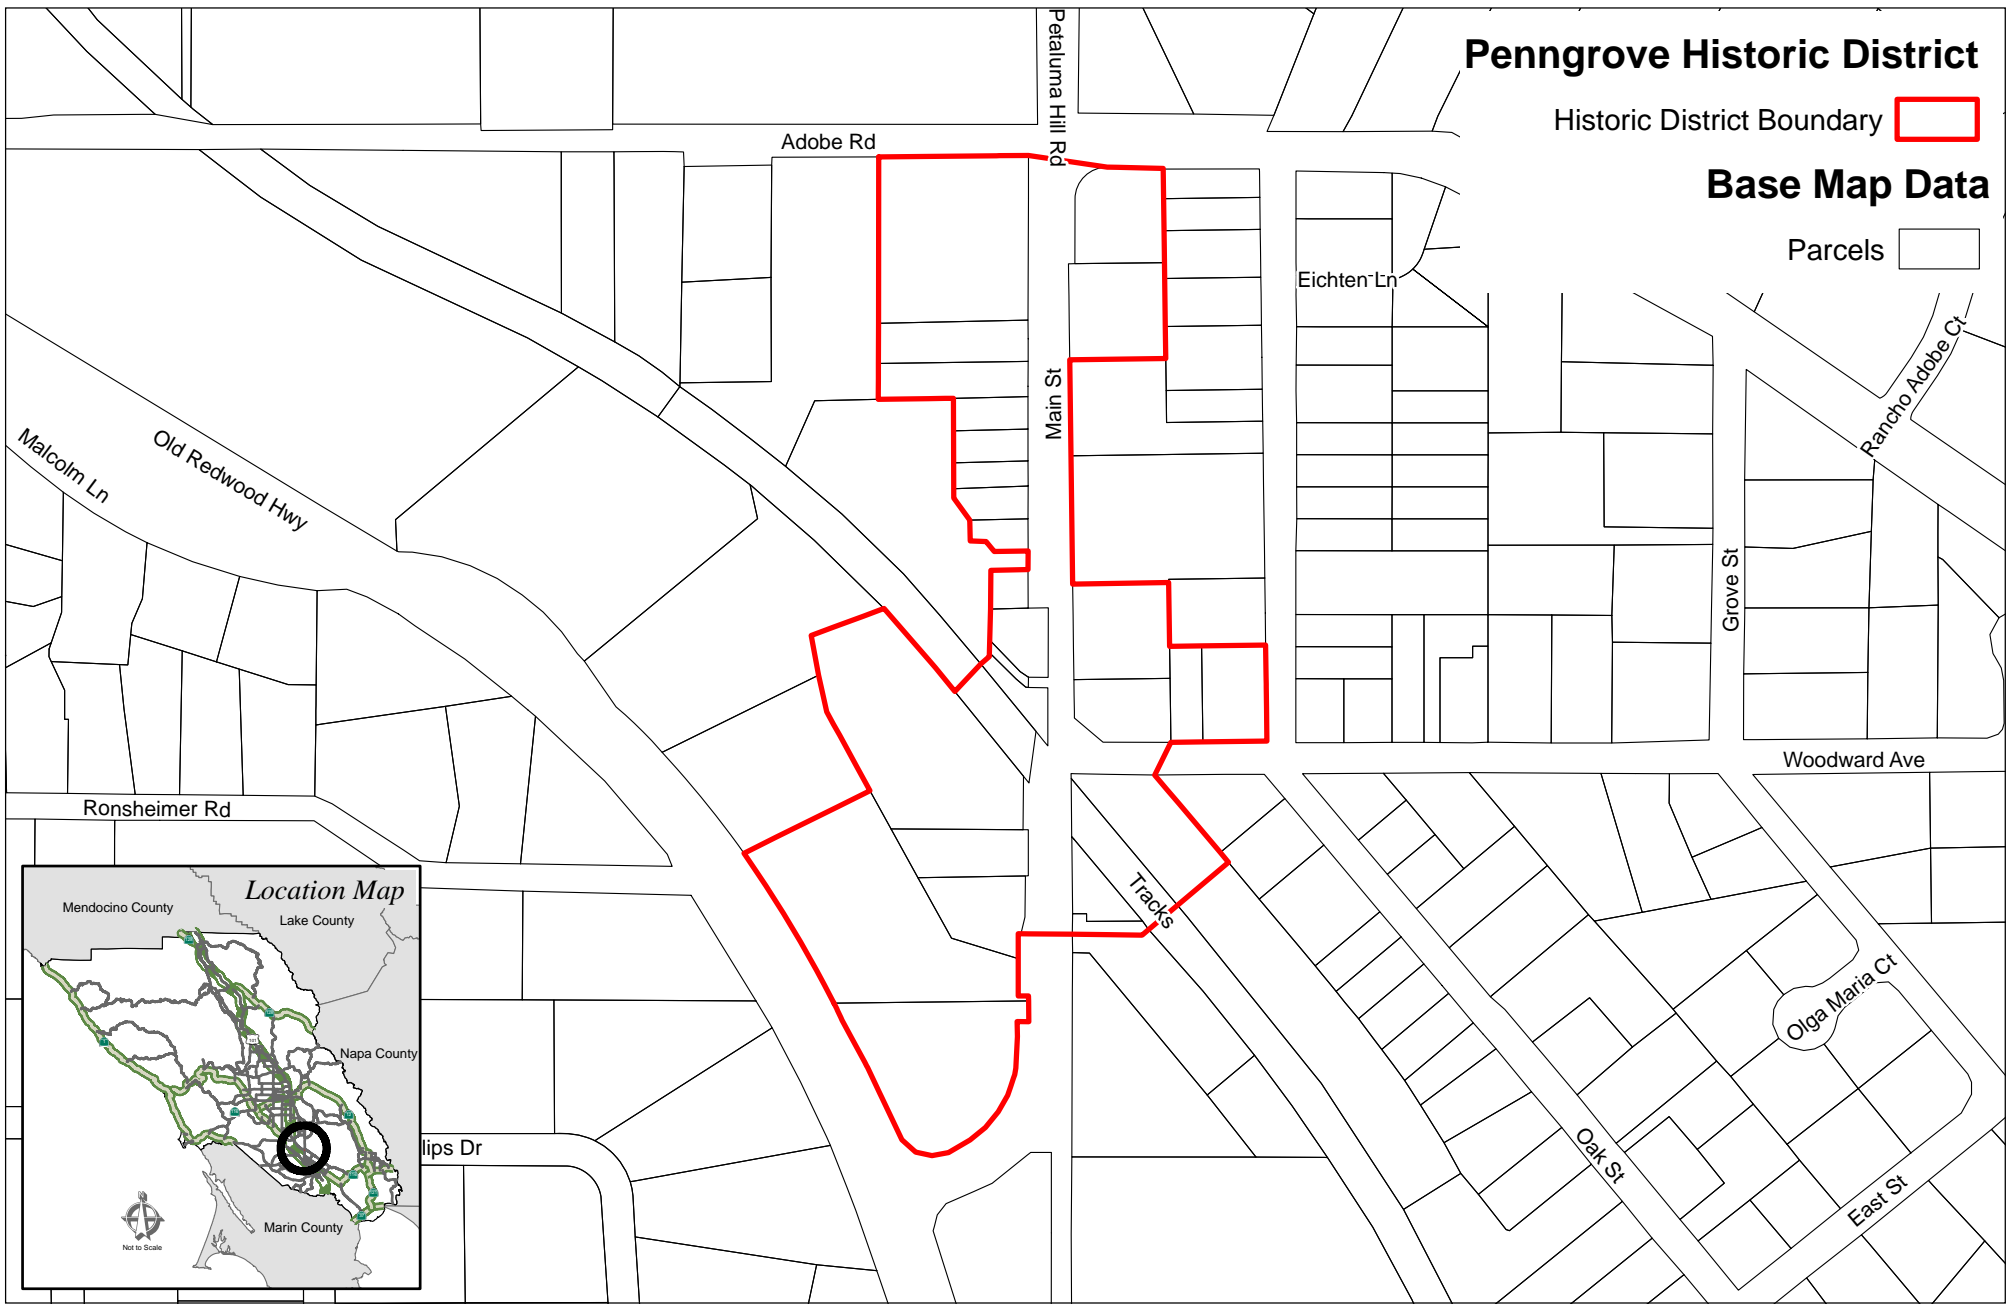 Penngrove Historic District
Historic District Boundary
Base Map Data
Parcels
Petaluma Hill Rd
Adobe Rd
Eichten Ln
Rancho Adobe Ct
Main St
Malcolm Ln
Old Redwood Hwy
Grove St
Woodward Ave
Ronsheimer Rd
Tracks
Olga Maria Ct
Oak St
East St
lips Dr
Location Map
Mendocino County
Lake County
Napa County
Marin County
Not to Scale